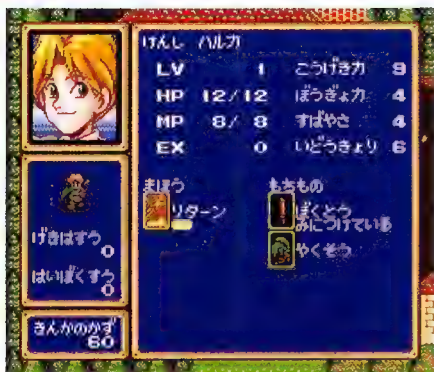 けんし ハルカ
LV 1 こうげき力 9
HP 12/12 ぼうぎょ力 4
MP 8/ 8 すばやさ 4
EX 0 いどうきょり 6
まほう もちもの
リターン ぼくとう
みにつけている
やくそう
げきはすう
0
はいぼくすう
0
きんかのかず
60